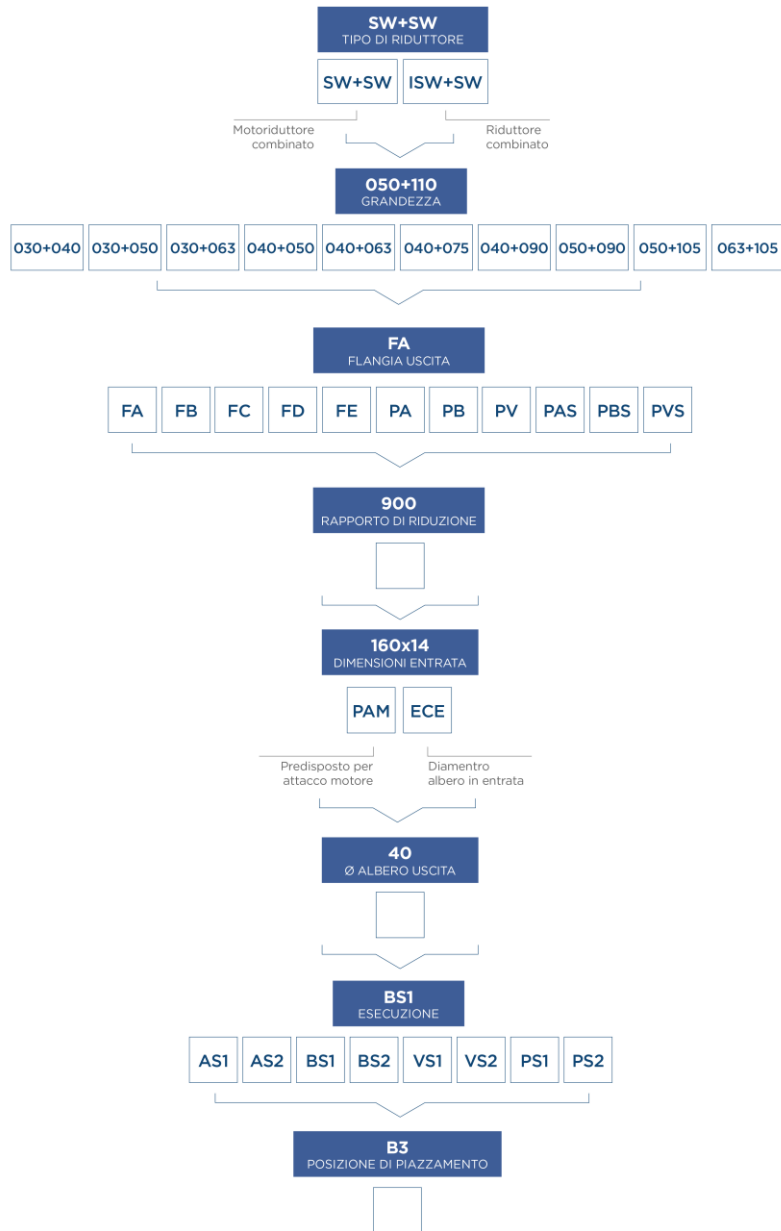 SW+SW
TIPO DI RIDUTTORE
SW+SW ISW+SW
Motoriduttore
combinato
Riduttore
combinato
050+110
GRANDEZZA
030+040 030+050 030+063 040+050 040+063 040+075 040+090 050+090 050+105 063+105
FA
FLANGIA USCITA
FA FB FC FD FE PA PB PV PAS PBS PVS
900
RAPPORTO DI RIDUZIONE
160x14
DIMENSIONI ENTRATA
PAM ECE
Predisposto per
attacco motore
Diamentro
albero in entrata
40
Ø ALBERO USCITA
BS1
ESECUZIONE
AS1 AS2 BS1 BS2 VS1 VS2 PS1 PS2
B3
POSIZIONE DI PIAZZAMENTO